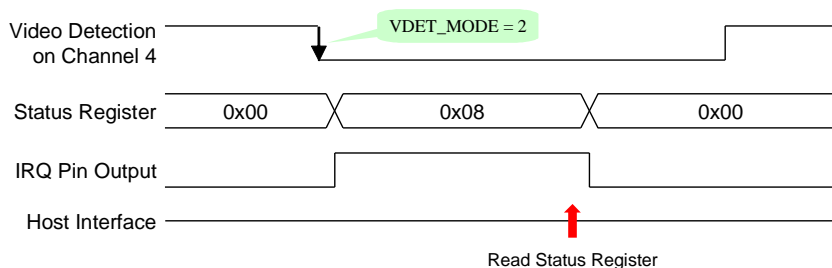 Video Detection
on Channel 4
VDET_MODE = 2
Status Register
0x00
0x08
0x00
IRQ Pin Output
Host Interface
Read Status Register